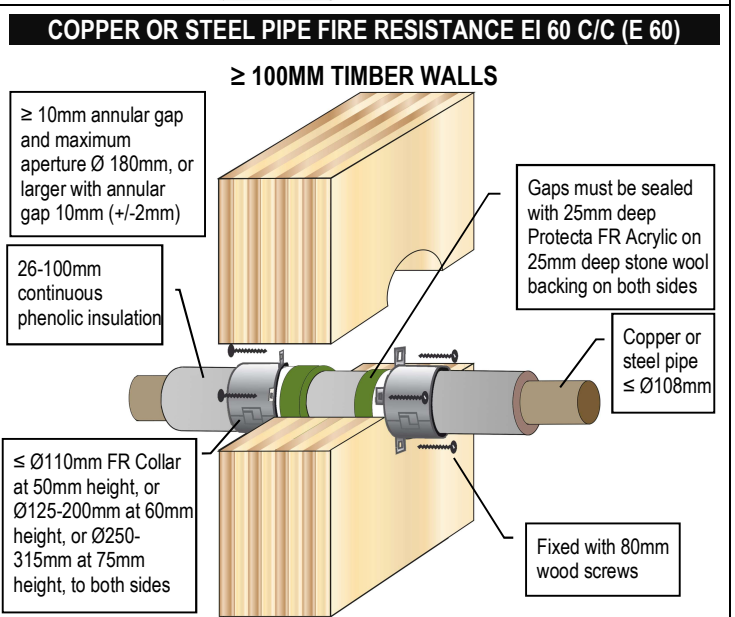 COPPER OR STEEL PIPE FIRE RESISTANCE EI 60 C/C (E 60)
≥ 100MM TIMBER WALLS
≥ 10mm annular gap
and maximum
aperture Ø 180mm, or
larger with annular
gap 10mm (+/-2mm)
Gaps must be sealed
with 25mm deep
Protecta FR Acrylic on
25mm deep stone wool
backing on both sides
26-100mm
continuous
phenolic insulation
Copper or
steel pipe
≤ Ø108mm
≤ Ø110mm FR Collar
at 50mm height, or
Ø125-200mm at 60mm
height, or Ø250-
315mm at 75mm
height, to both sides
Fixed with 80mm
wood screws